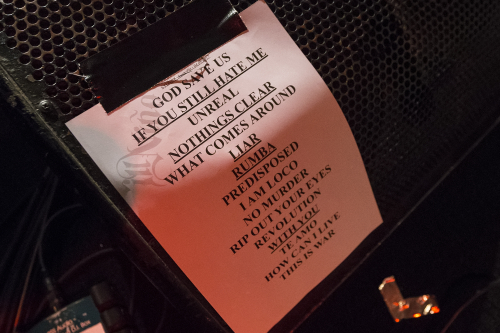 GOD SAVE US
IF YOU STILL HATE ME
UNREAL
NOTHINGS CLEAR
WHAT COMES AROUND
LIAR
RUMBA
PREDISPOSED
I AM LOCO
NO MURDER
RIP OUT YOUR EYES
REVOLUTION
WITH YOU
TE AMO
HOW CAN I LIVE
THIS IS WAR